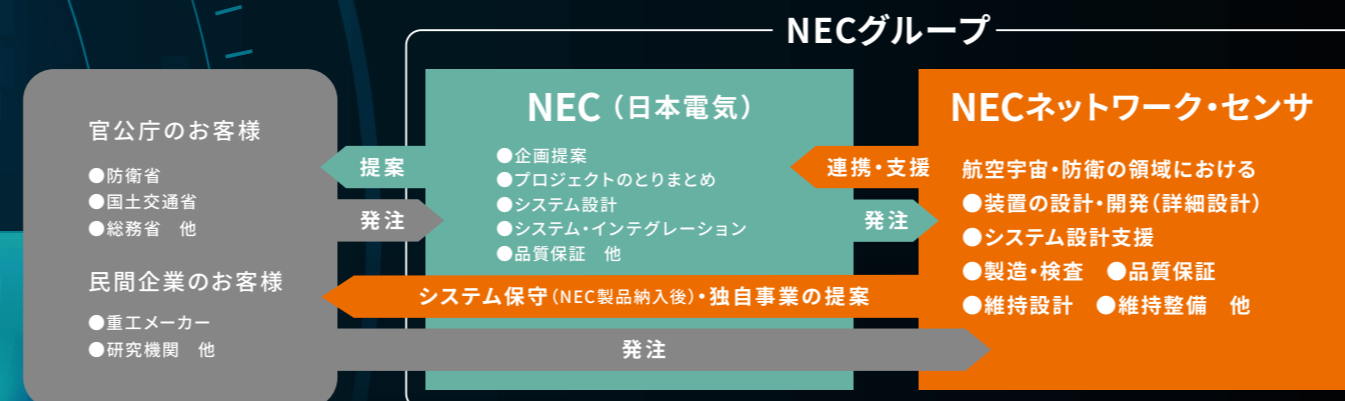 NECグループ
官公庁のお客様
●防衛省
●国土交通省
●総務省　他
民間企業のお客様
●重工メーカー
●研究機関　他
提案
発注
NEC（日本電気）
●企画提案
●プロジェクトのとりまとめ
●システム設計
●システム・インテグレーション
●品質保証　他
連携・支援
発注
システム保守（NEC製品納入後）・独自事業の提案
発注
NECネットワーク・センサ
航空宇宙・防衛の領域における
●装置の設計・開発（詳細設計）
●システム設計支援
●製造・検査　●品質保証
●維持設計　●維持整備　他